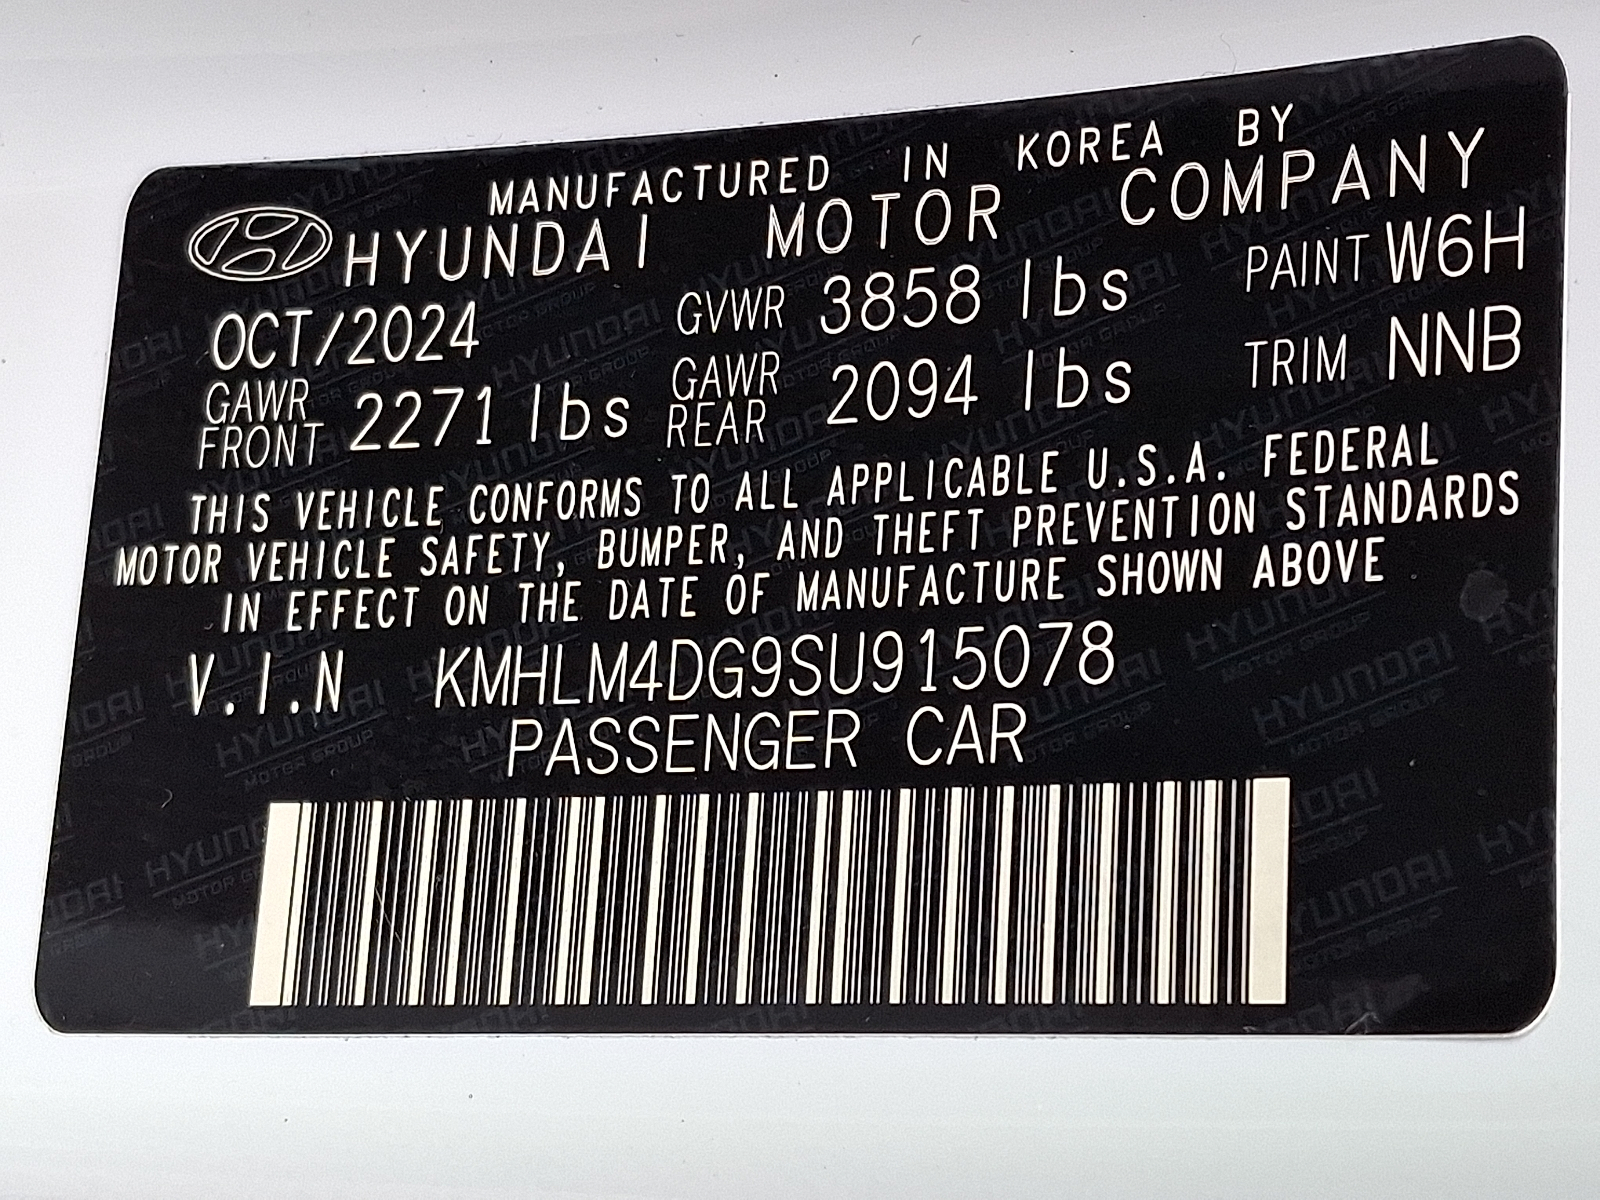 MANUFACTURED IN KOREA BY
HYUNDAI MOTOR COMPANY
OCT/2024 GVWR 3858 lbs PAINT W6H
GAWR FRONT 2271 lbs GAWR REAR 2094 lbs TRIM NNB
THIS VEHICLE CONFORMS TO ALL APPLICABLE U.S.A. FEDERAL
MOTOR VEHICLE SAFETY, BUMPER, AND THEFT PREVENTION STANDARDS
IN EFFECT ON THE DATE OF MANUFACTURE SHOWN ABOVE
V.I.N KMHLM4DG9SU915078
PASSENGER CAR